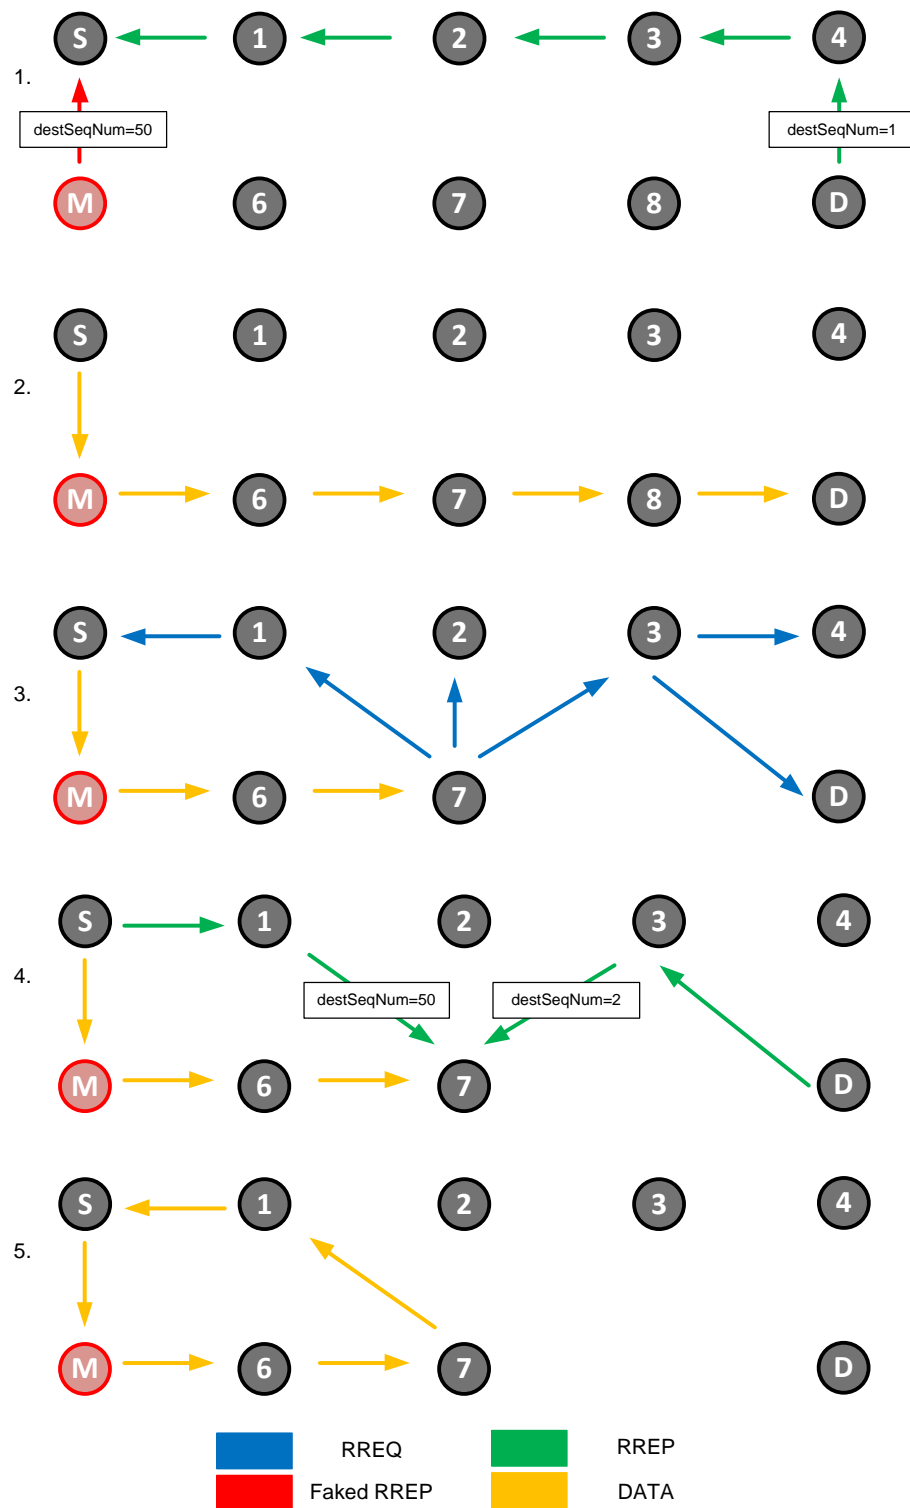 S 1 2 3 4
1.
destSeqNum=50 destSeqNum=1
M 6 7 8 D
S 1 2 3 4
2.
M 6 7 8 D
S 1 2 3 4
3.
M 6 7 D
S 1 2 3 4
4.
destSeqNum=50 destSeqNum=2
M 6 7 D
S 1 2 3 4
5.
M 6 7 D
RREQ RREP
Faked RREP DATA